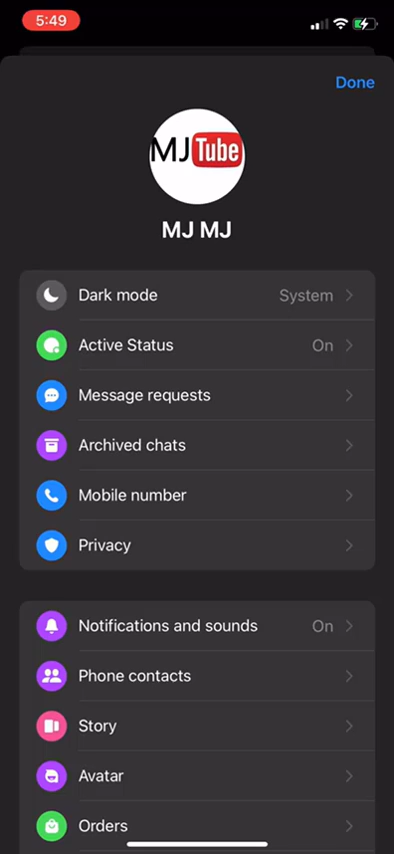 5:49
Done
MJ Tube
MJ MJ
Dark mode System
Active Status On
Message requests
Archived chats
Mobile number
Privacy
Notifications and sounds On
Phone contacts
Story
Avatar
Orders